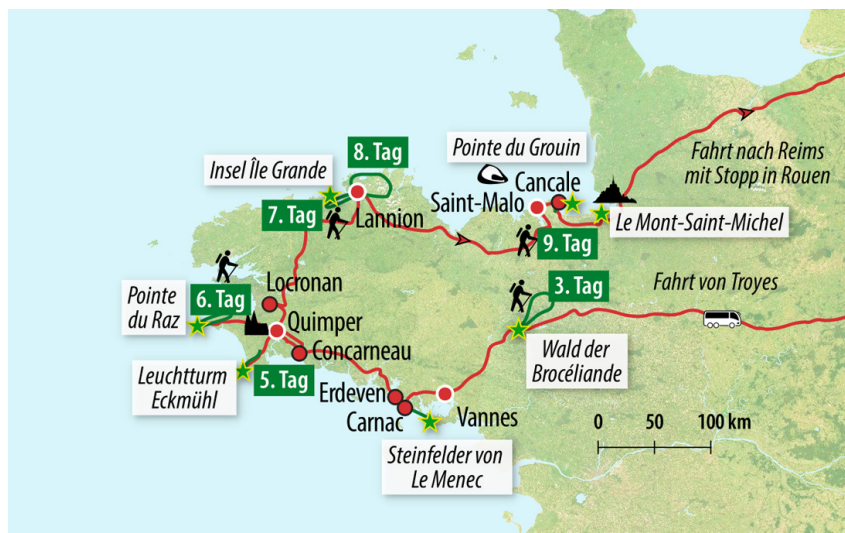 8. Tag
Insel Île Grande
Pointe du Grouin
Fahrt nach Reims
mit Stopp in Rouen
Cancale
Saint-Malo
7. Tag
Lannion
Le Mont-Saint-Michel
9. Tag
Locronan
3. Tag
Fahrt von Troyes
Pointe
du Raz
6. Tag
Quimper
Concarneau
Wald der
Brocéliande
Leuchtturm
Eckmühl
5. Tag
Erdeven
Carnac
Vannes
0 50 100 km
Steinfelder von
Le Menec